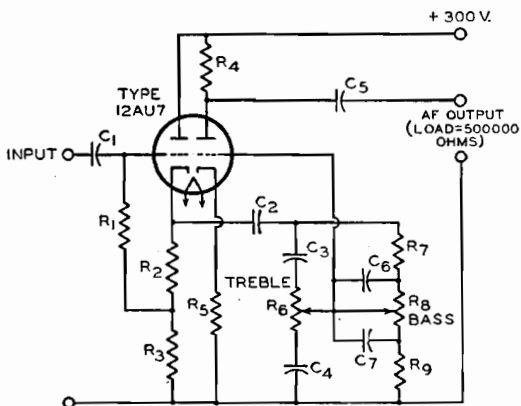 + 300 V.
R4
C5
TYPE
12AU7
AF OUTPUT
(LOAD=500000
OHMS)
C1
INPUT
C2
R1
R2
C3
R7
C6
TREBLE
R8
R5
R6
BASS
C7
R3
C4
R9